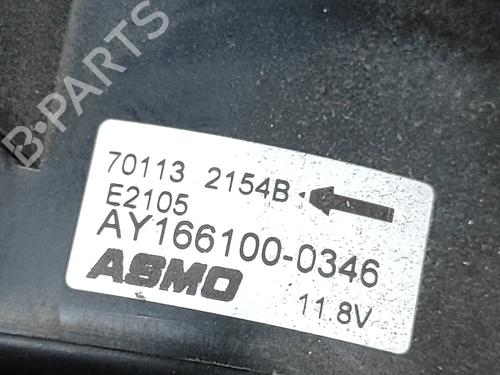 B-PARTS
70113 2154B
E2105
AY166100-0346
ASMO
11.8V